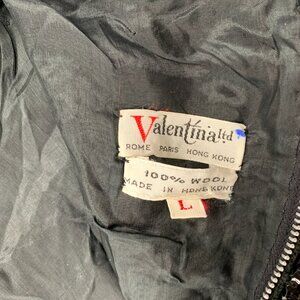 Valentina ltd
ROME PARIS HONG KONG
100% WOOL
MADE IN HONG KONG
L